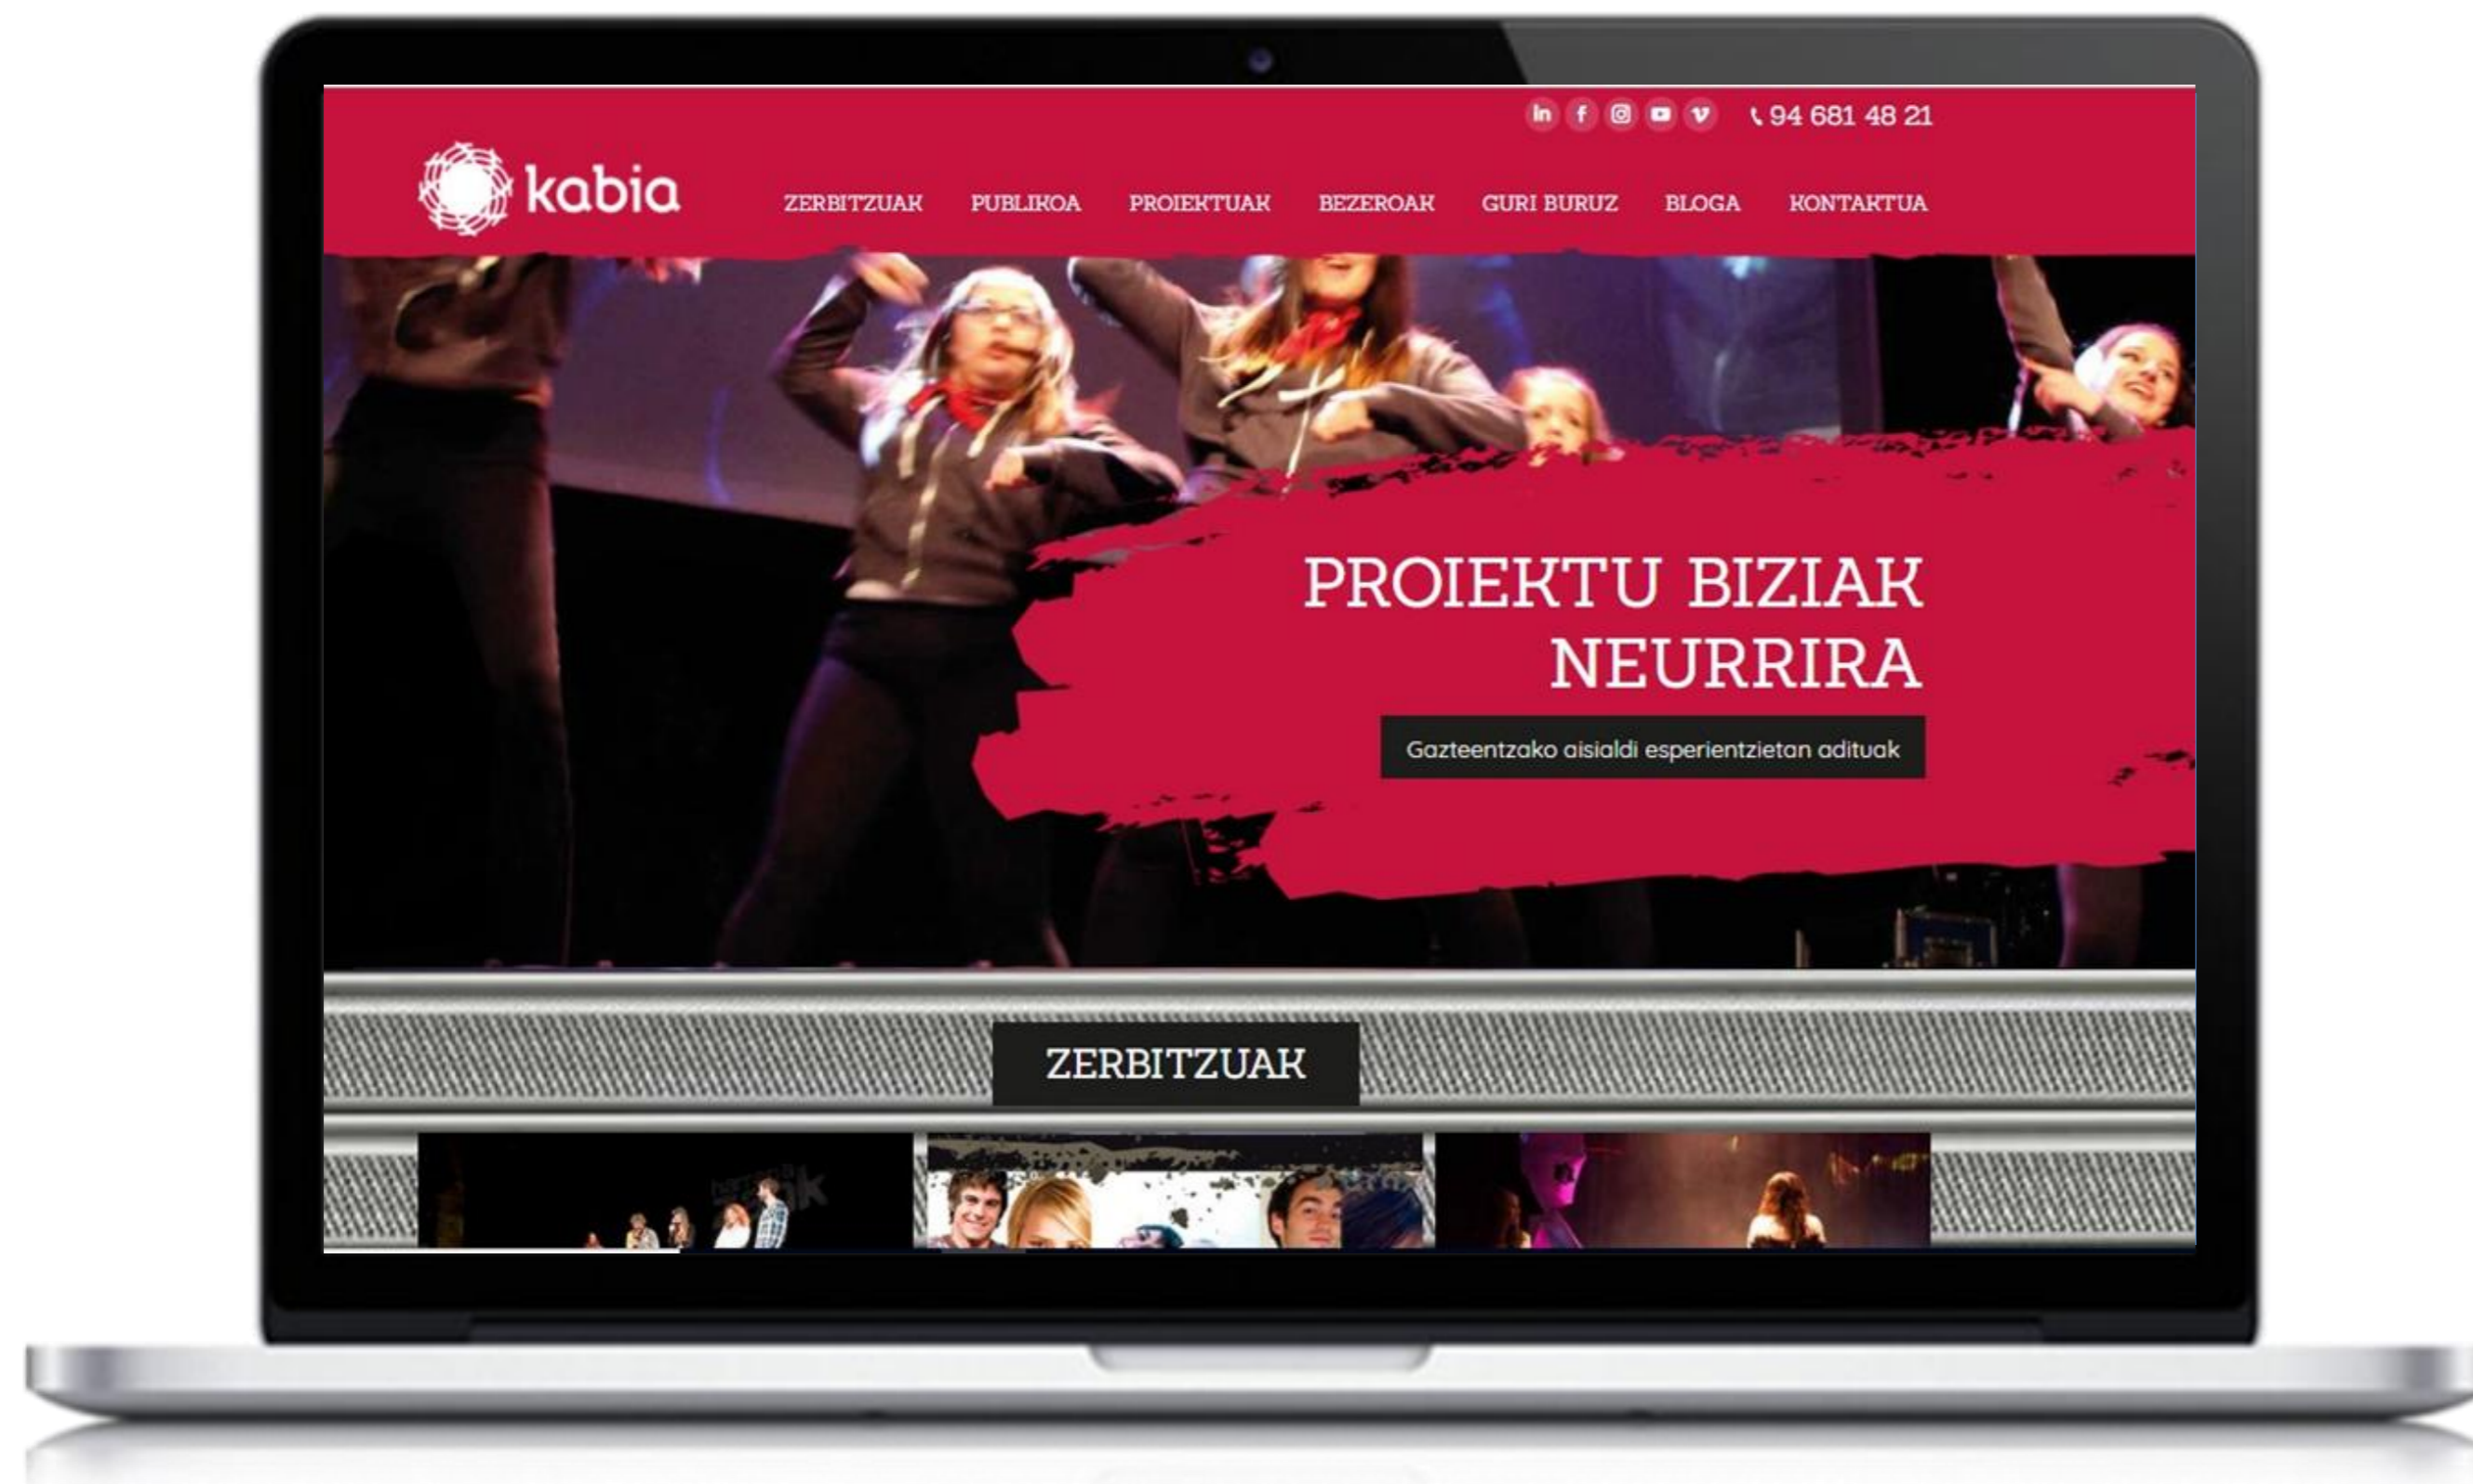 in f
94 681 48 21
kabia
ZERBITZUAK PUBLIKOA PROIEKTUAK BEZEROAK GURI BURUZ BLOGA KONTAKTUA
PROIEKTU BIZIAK
NEURRIRA
Gazteentzako aisialdi esperientzietan adituak
ZERBITZUAK